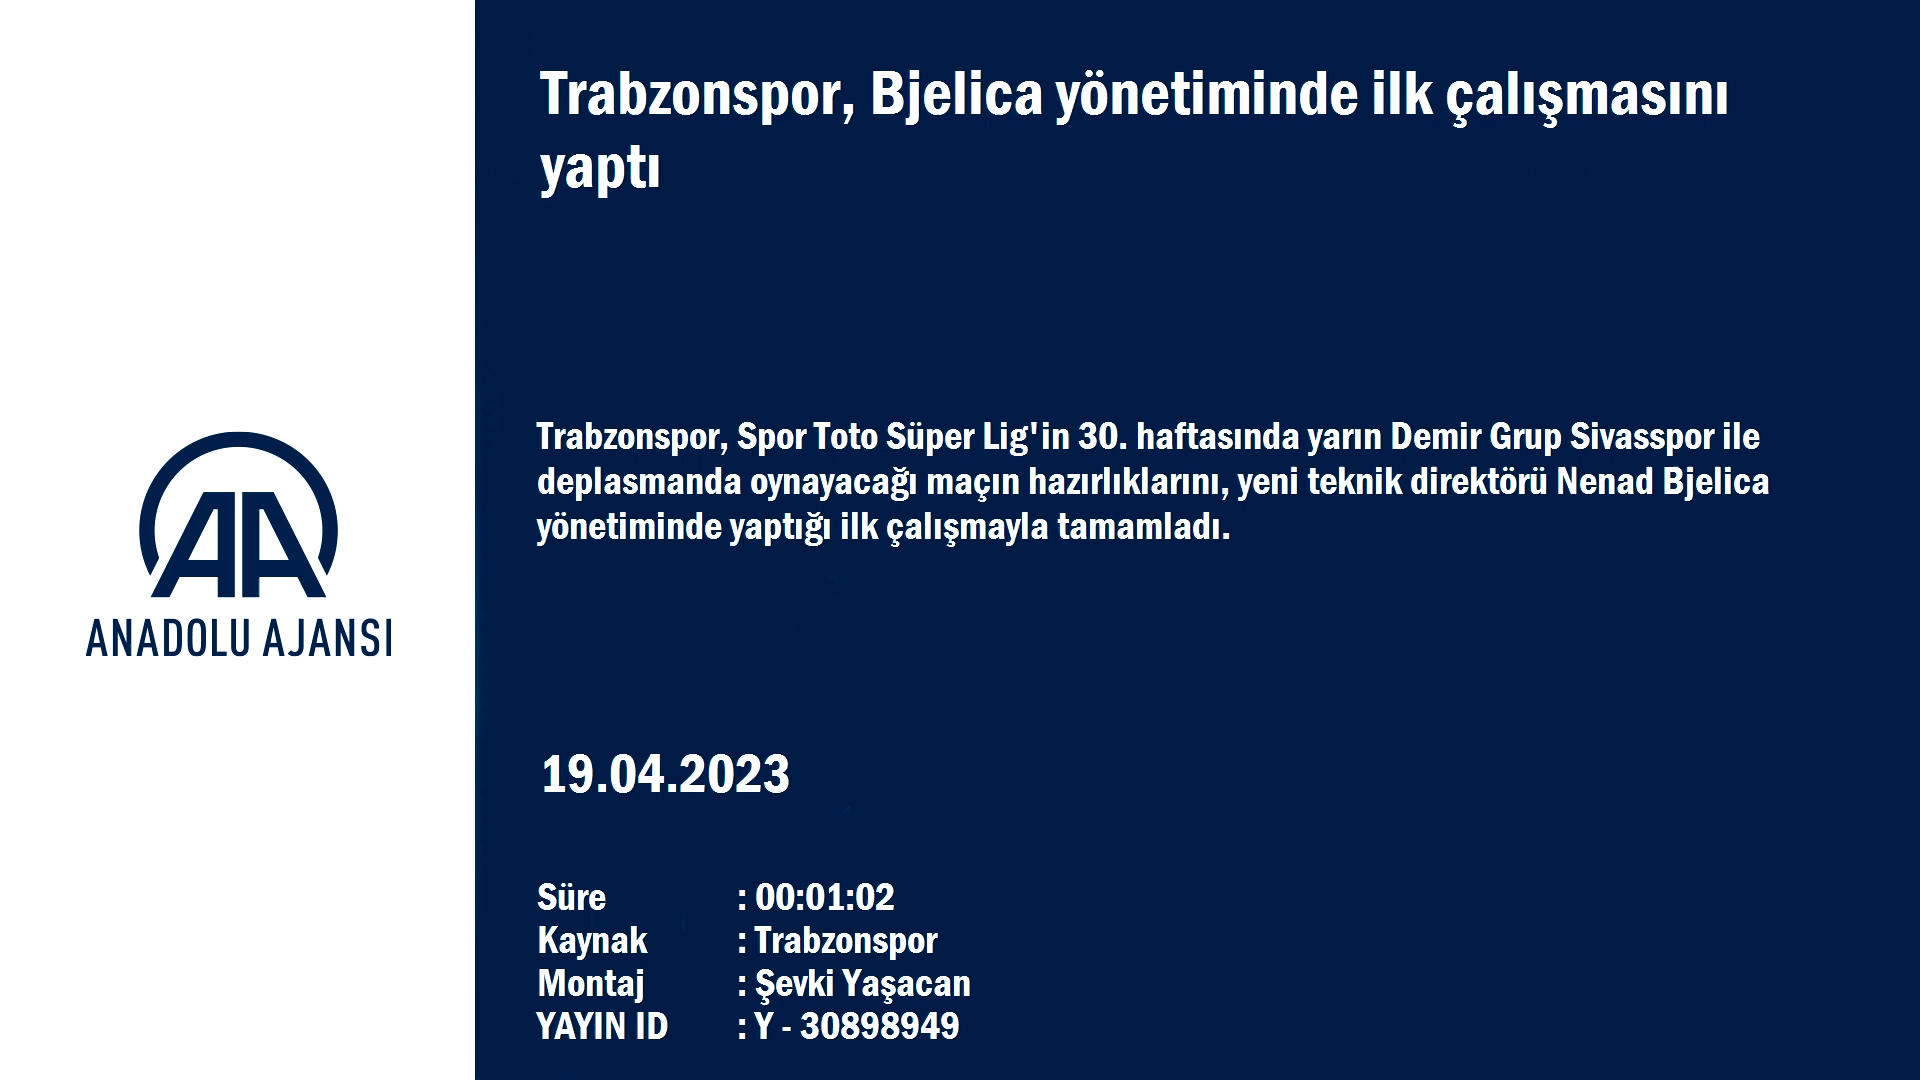 Trabzonspor, Bjelica yönetiminde ilk çalışmasını
yaptı
Trabzonspor, Spor Toto Süper Lig'in 30. haftasında yarın Demir Grup Sivasspor ile
deplasmanda oynayacağı maçın hazırlıklarını, yeni teknik direktörü Nenad Bjelica
yönetiminde yaptığı ilk çalışmayla tamamladı.
AA
ANADOLU AJANSI
19.04.2023
Süre : 00:01:02
Kaynak : Trabzonspor
Montaj : Şevki Yaşacan
YAYIN ID : Y - 30898949